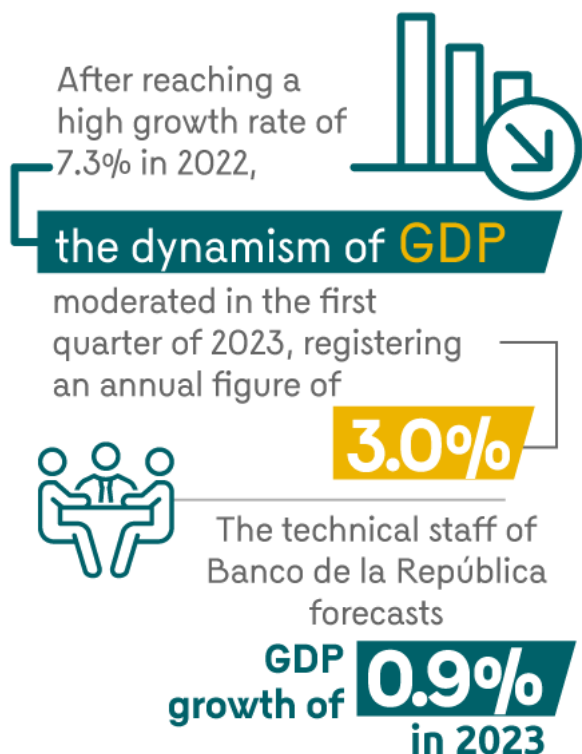 After reaching a
high growth rate of
7.3% in 2022,
the dynamism of GDP
moderated in the first
quarter of 2023, registering
an annual figure of
3.0%
The technical staff of
Banco de la República
forecasts
GDP
growth of
0.9%
in 2023